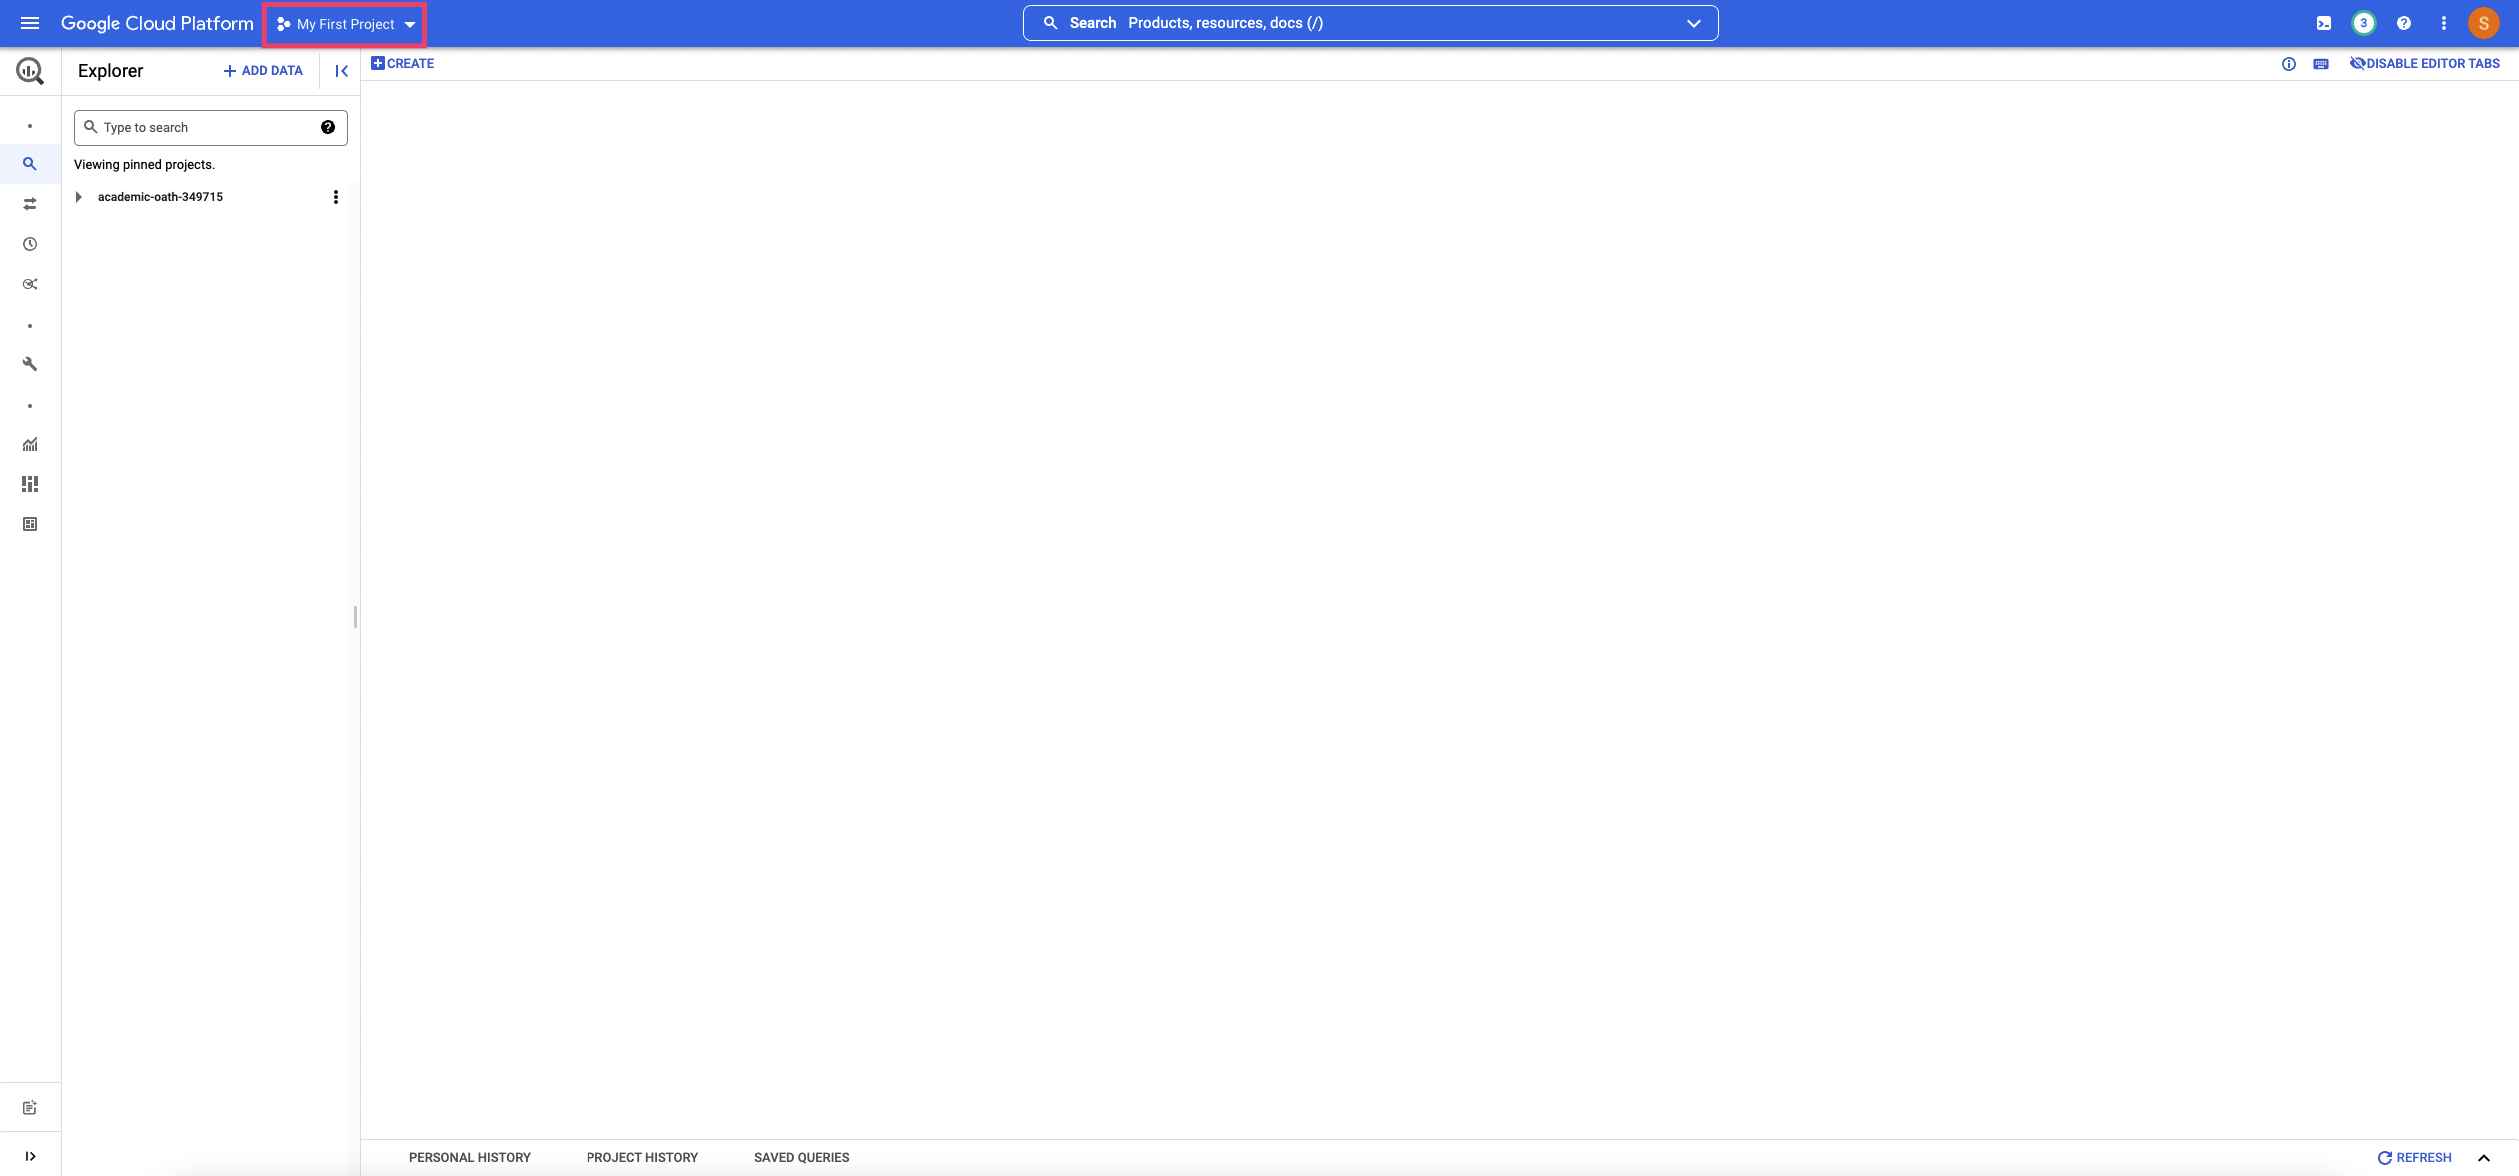 Google Cloud Platform
My First Project
Search Products, resources, docs (/)
3
S
Explorer
ADD DATA
CREATE
DISABLE EDITOR TABS
Type to search
Viewing pinned projects.
academic-oath-349715
PERSONAL HISTORY
PROJECT HISTORY
SAVED QUERIES
REFRESH